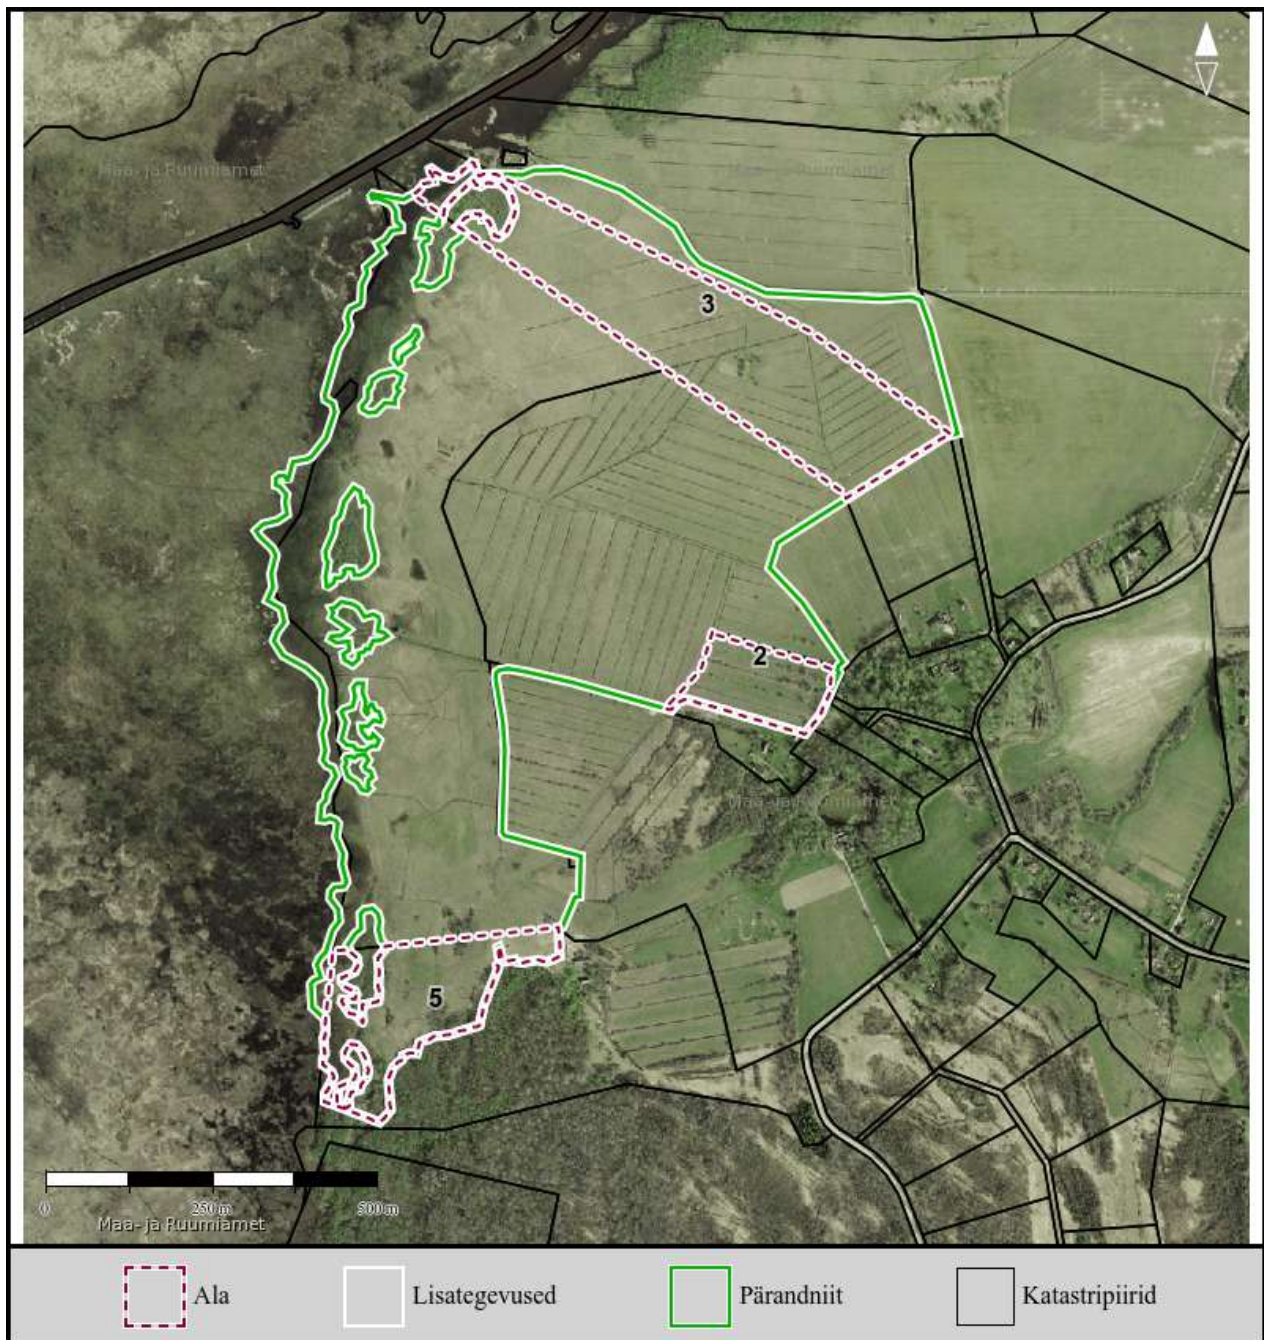 Maa- ja Ruumiamet
Maa- ja Ruumiamet
3
2
Maa- ja Ruumiamet
5
0 250 m 500 m
Maa- ja Ruumiamet
Ala Lisategevused Pärandniit Katastripiirid